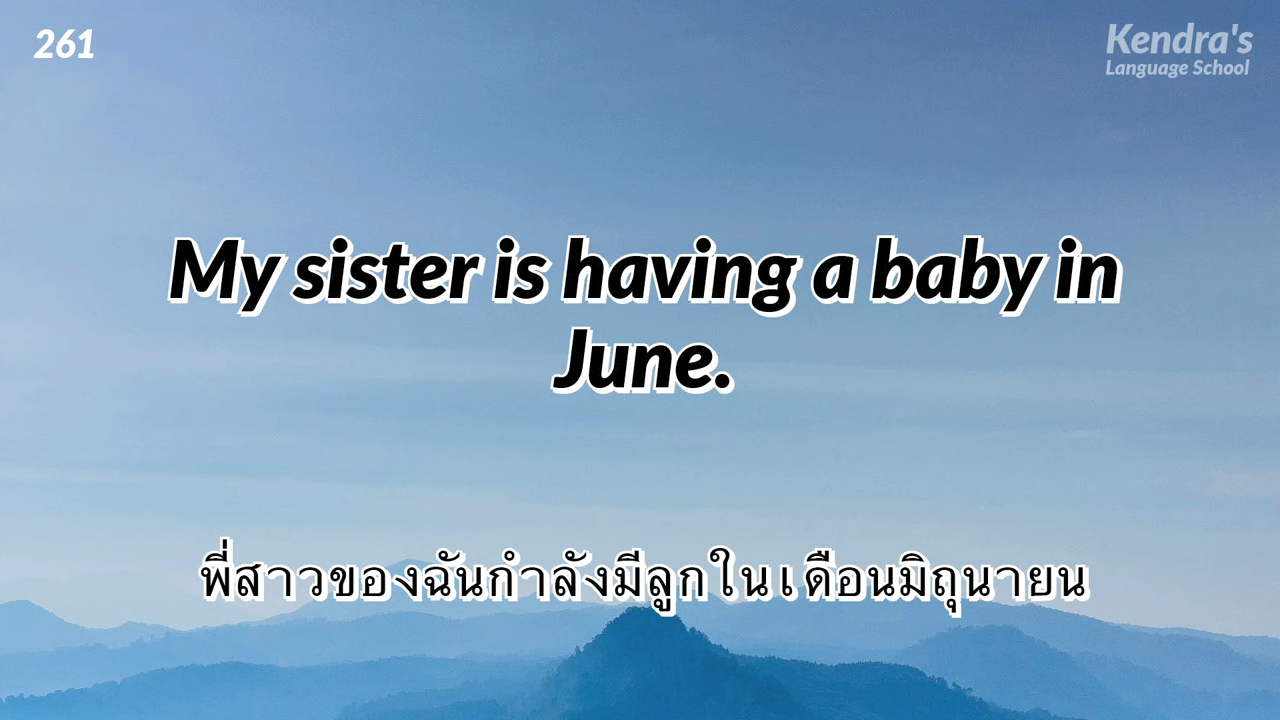 261
Kendra's
Language School
My sister is having a baby in
June.
พี่สาวของฉันกำลังมีลูกในเดือนมิถุนายน